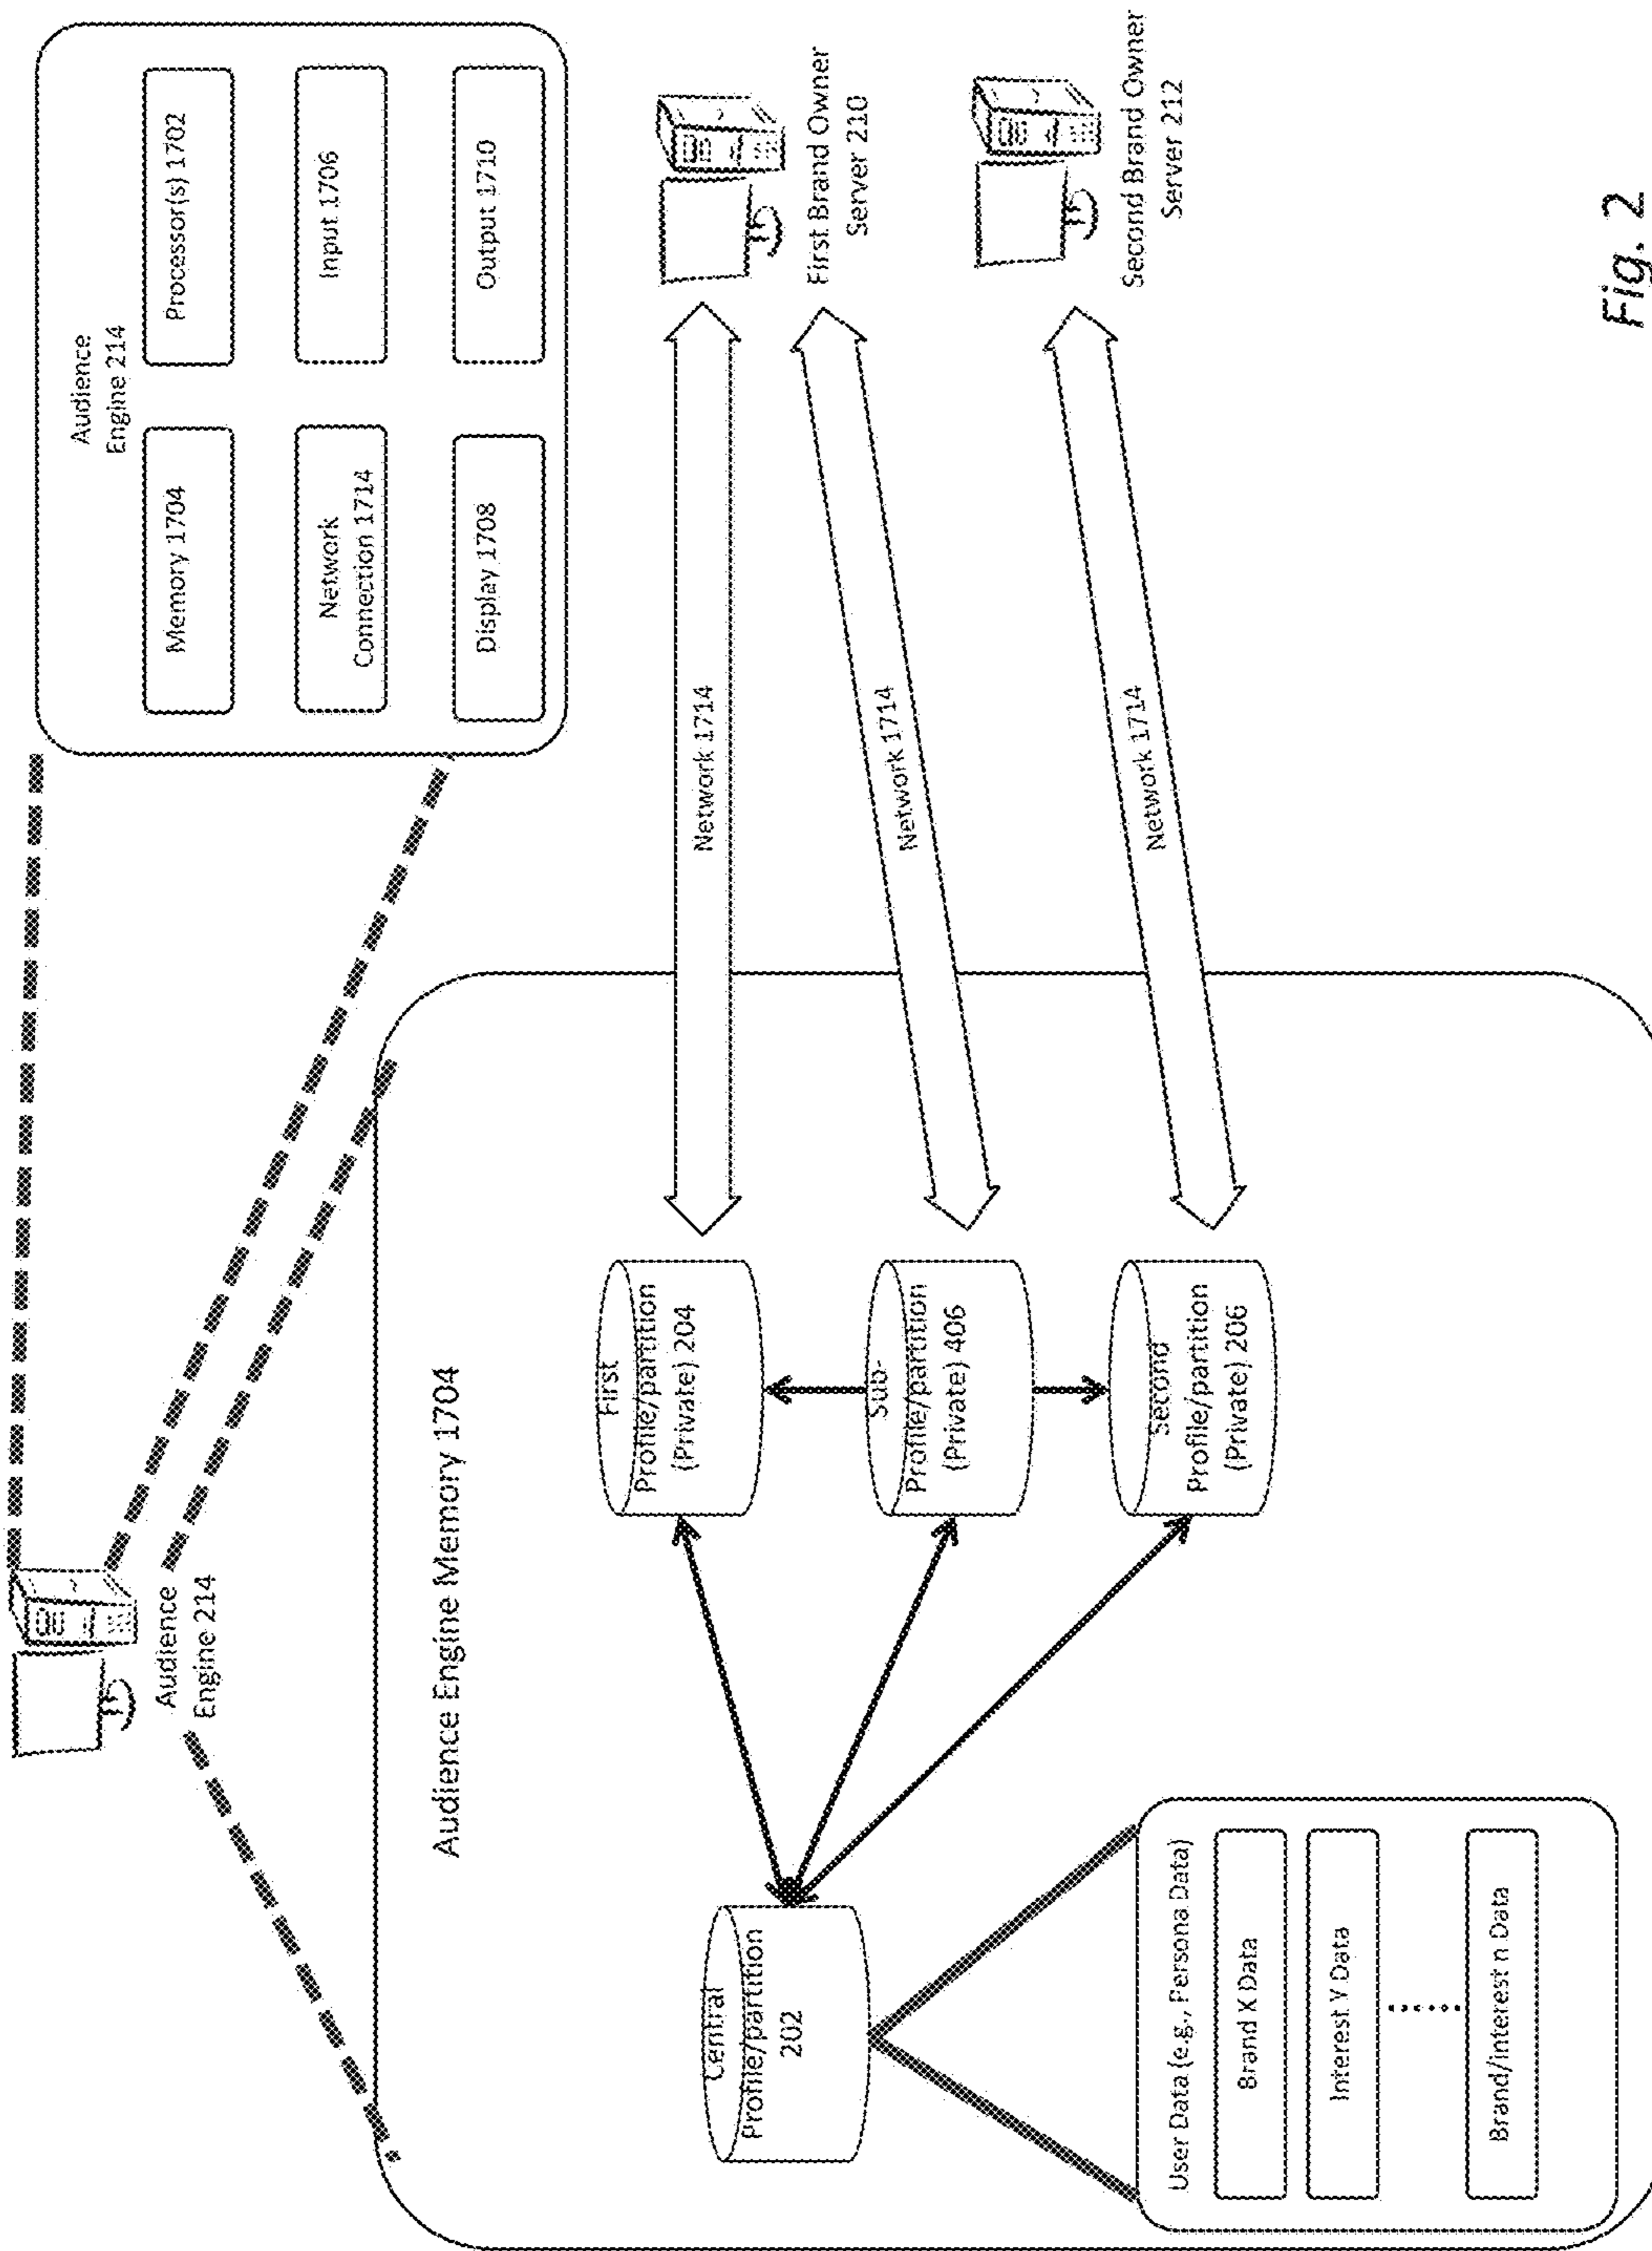 Audience
Engine 214
Audience
Engine 214
Memory 1704
Processor(s) 1702
Network
Connection 1714
Input 1706
Display 1708
Output 1710
Audience Engine Memory 1704
Central
Profile/partition
202
First
Profile/partition
(Private) 204
Sub-
Profile/partition
(Private) 406
Second
Profile/partition
(Private) 206
Network 1714
Network 1714
Network 1714
First Brand Owner
Server 210
Second Brand Owner
Server 212
User Data (e.g., Persona Data)
Brand X Data
Interest Y Data
Brand/interest n Data
Fig. 2